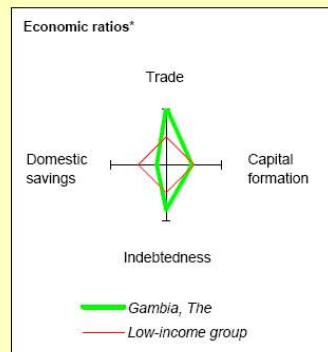 Economic ratios*
Trade
Domestic
savings
Capital
formation
Indebtedness
Gambia, The
Low-income group